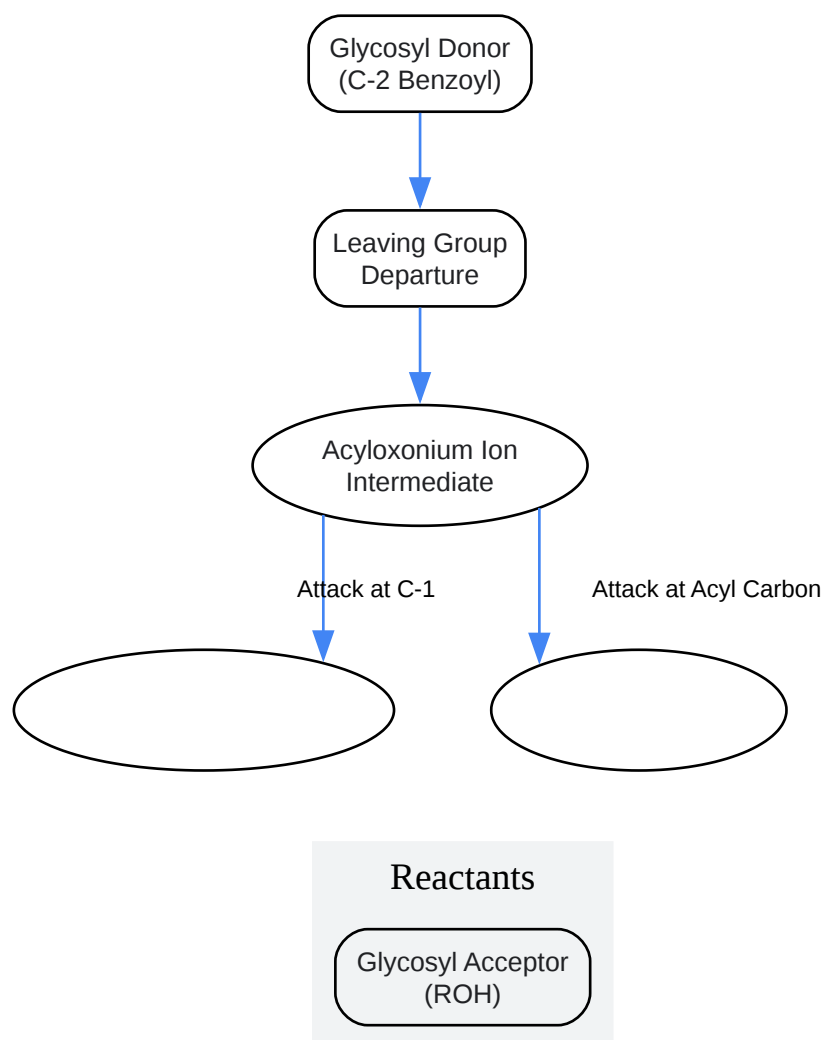 Glycosyl Donor
(C-2 Benzoyl)
Leaving Group
Departure
Acyloxonium Ion
Intermediate
Attack at C-1
Attack at Acyl Carbon
Reactants
Glycosyl Acceptor
(ROH)